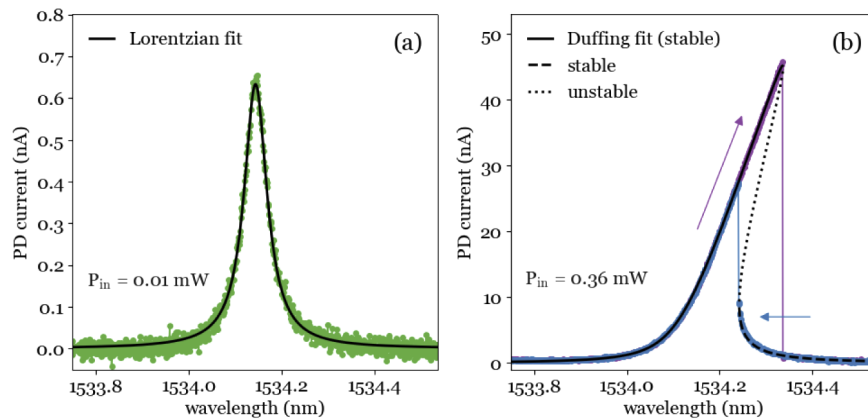 0.8
0.7
0.6
0.5
0.4
0.3
0.2
0.1
0.0
PD current (nA)
Lorentzian fit
(a)
P_in = 0.01 mW
1533.8
1534.0
1534.2
1534.4
wavelength (nm)
50
40
30
20
10
0
PD current (nA)
Duffing fit (stable)
stable
unstable
(b)
P_in = 0.36 mW
1533.8
1534.0
1534.2
1534.4
wavelength (nm)